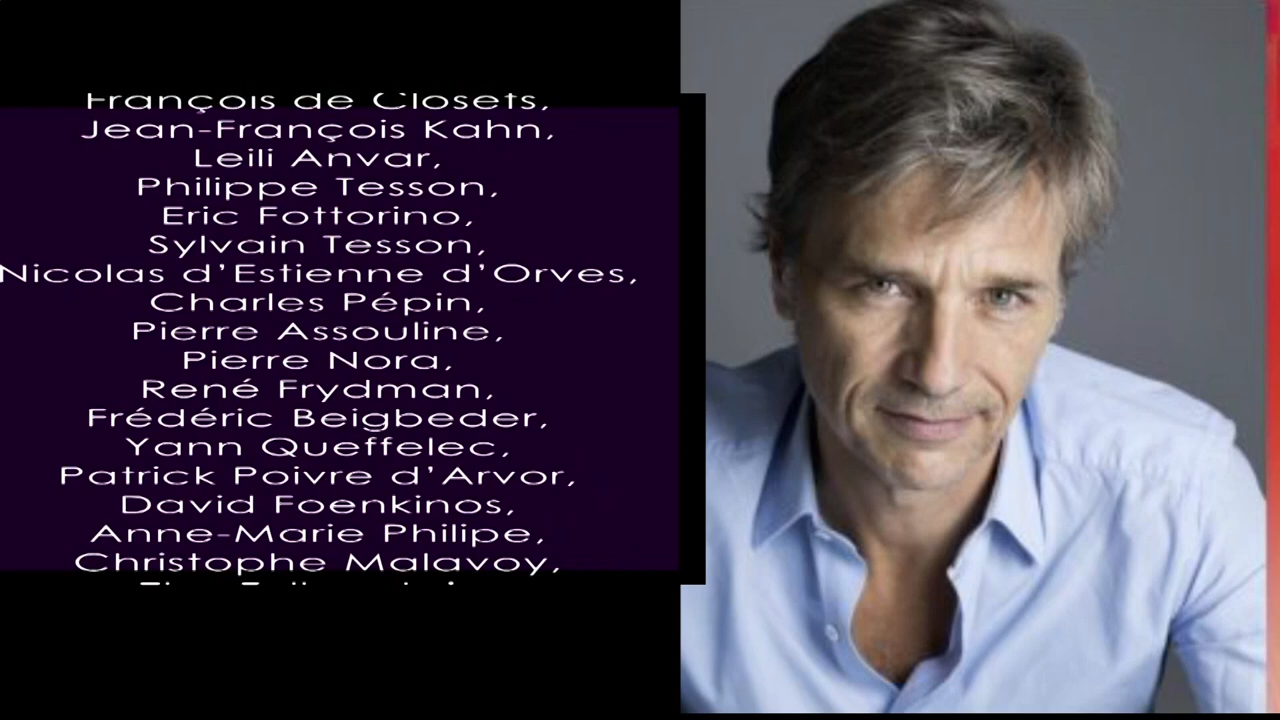 François de Closets,
Jean-François Kahn,
Leili Anvar,
Philippe Tesson,
Eric Fottorino,
Sylvain Tesson,
Nicolas d'Estienne d'Orves,
Charles Pépin,
Pierre Assouline,
Pierre Nora,
René Frydman,
Frédéric Beigbeder,
Yann Queffelec,
Patrick Poivre d'Arvor,
David Foenkinos,
Anne-Marie Philipe,
Christophe Malavoy,